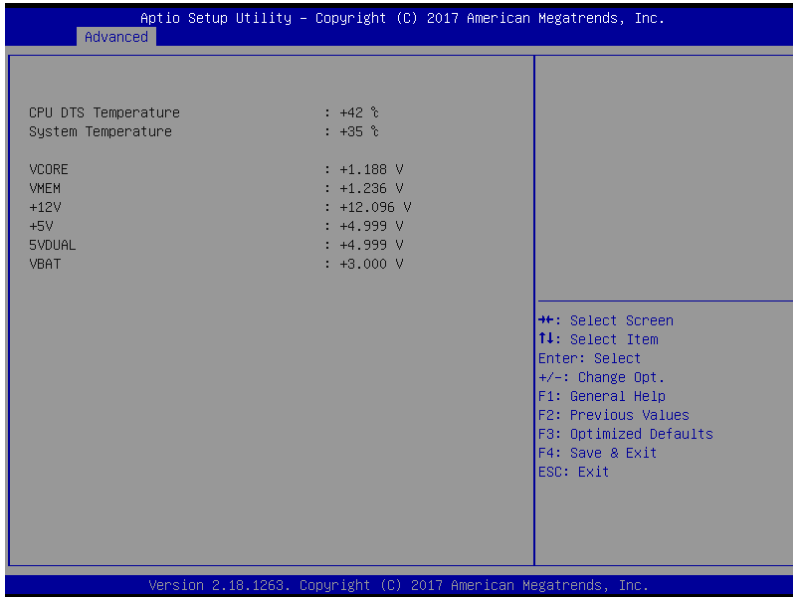 Aptio Setup Utility – Copyright (C) 2017 American Megatrends, Inc.
Advanced
CPU DTS Temperature : +42 ℃
System Temperature : +35 ℃
VCORE : +1.188 V
VMEM : +1.236 V
+12V : +12.096 V
+5V : +4.999 V
5VDUAL : +4.999 V
VBAT : +3.000 V
→←: Select Screen
↑↓: Select Item
Enter: Select
+/-: Change Opt.
F1: General Help
F2: Previous Values
F3: Optimized Defaults
F4: Save & Exit
ESC: Exit
Version 2.18.1263. Copyright (C) 2017 American Megatrends, Inc.